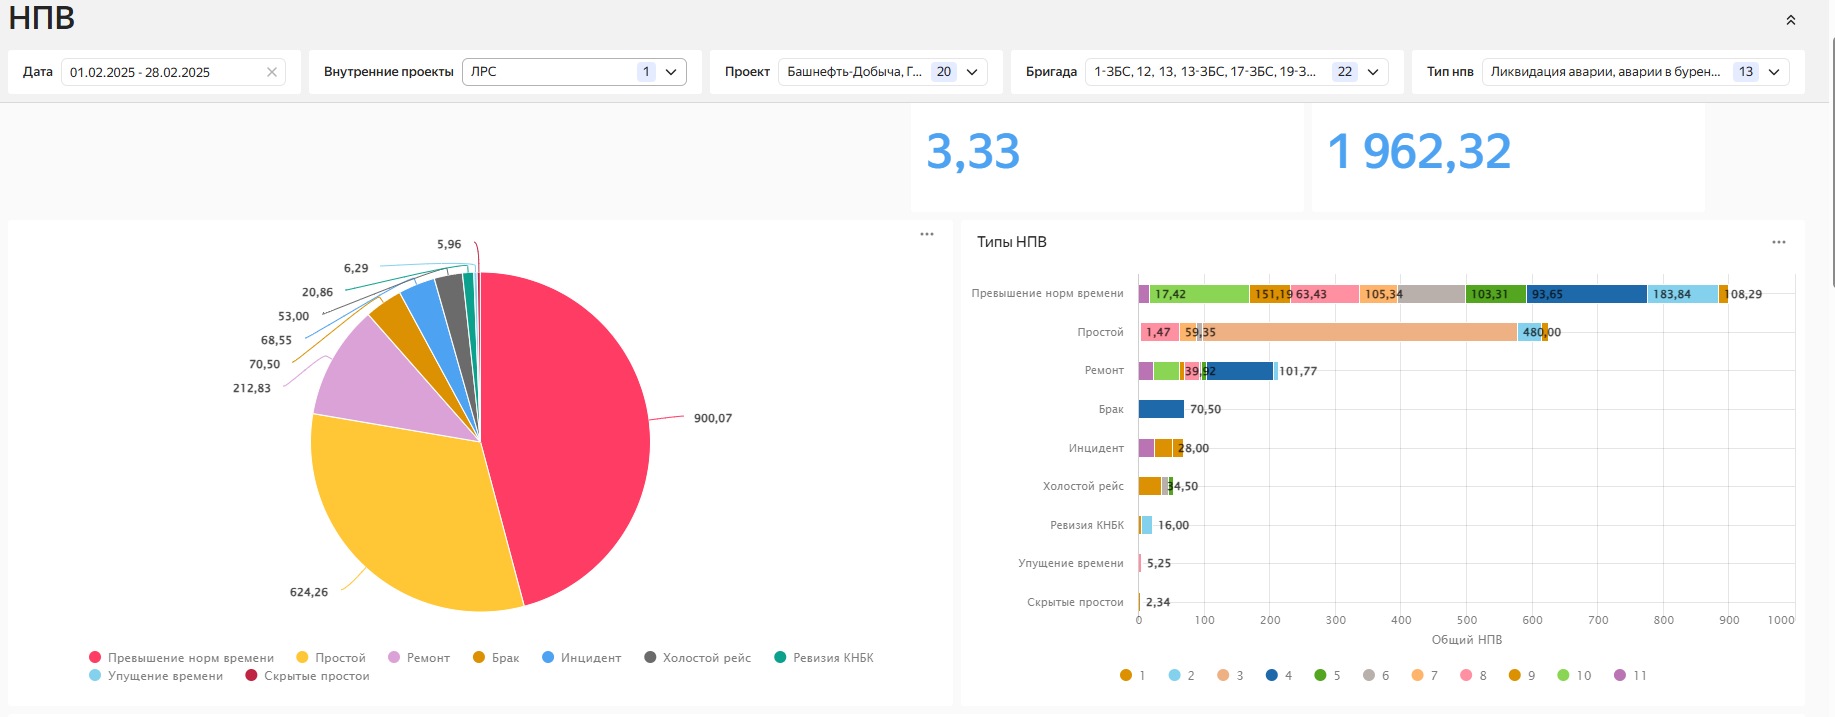 НПВ
Дата 01.02.2025 - 28.02.2025
Внутренние проекты ЛРС 1
Проект Башнефть-Добыча, Г... 20
Бригада 1-ЗБС, 12, 13, 13-ЗБС, 17-ЗБС, 19-З... 22
Тип нпв Ликвидация аварии, аварии в бурен... 13
3,33
1 962,32
5,96
6,29
20,86
53,00
68,55
70,50
212,83
900,07
624,26
Превышение норм времени Простой Ремонт Брак Инцидент Холостой рейс Ревизия КНБК
Упущение времени Скрытые простои
Типы НПВ
Превышение норм времени 17,42 151,19 63,43 105,34 103,31 93,65 183,84 108,29
Простой 1,47 59,35 480,00
Ремонт 39,92 101,77
Брак 70,50
Инцидент 28,00
Холостой рейс 34,50
Ревизия КНБК 16,00
Упущение времени 5,25
Скрытые простои 2,34
0 100 200 300 400 500 600 700 800 900 1000
Общий НПВ
1 2 3 4 5 6 7 8 9 10 11